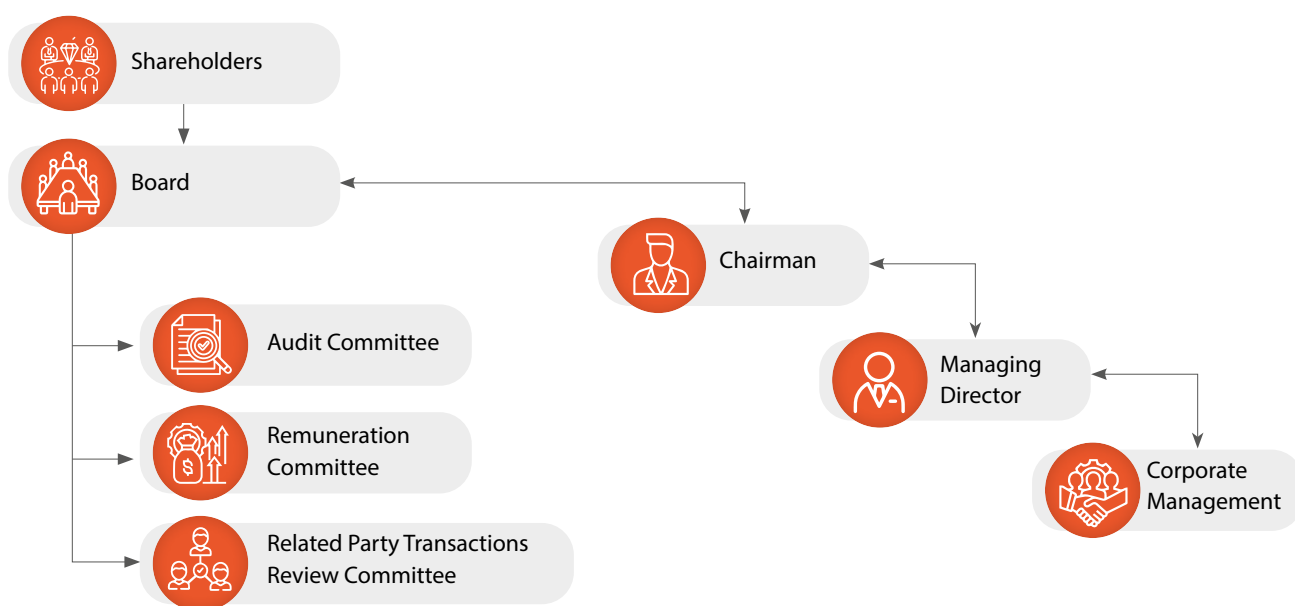 Shareholders
Board
Chairman
Audit Committee
Managing
Director
Remuneration
Committee
Corporate
Management
Related Party Transactions
Review Committee
$